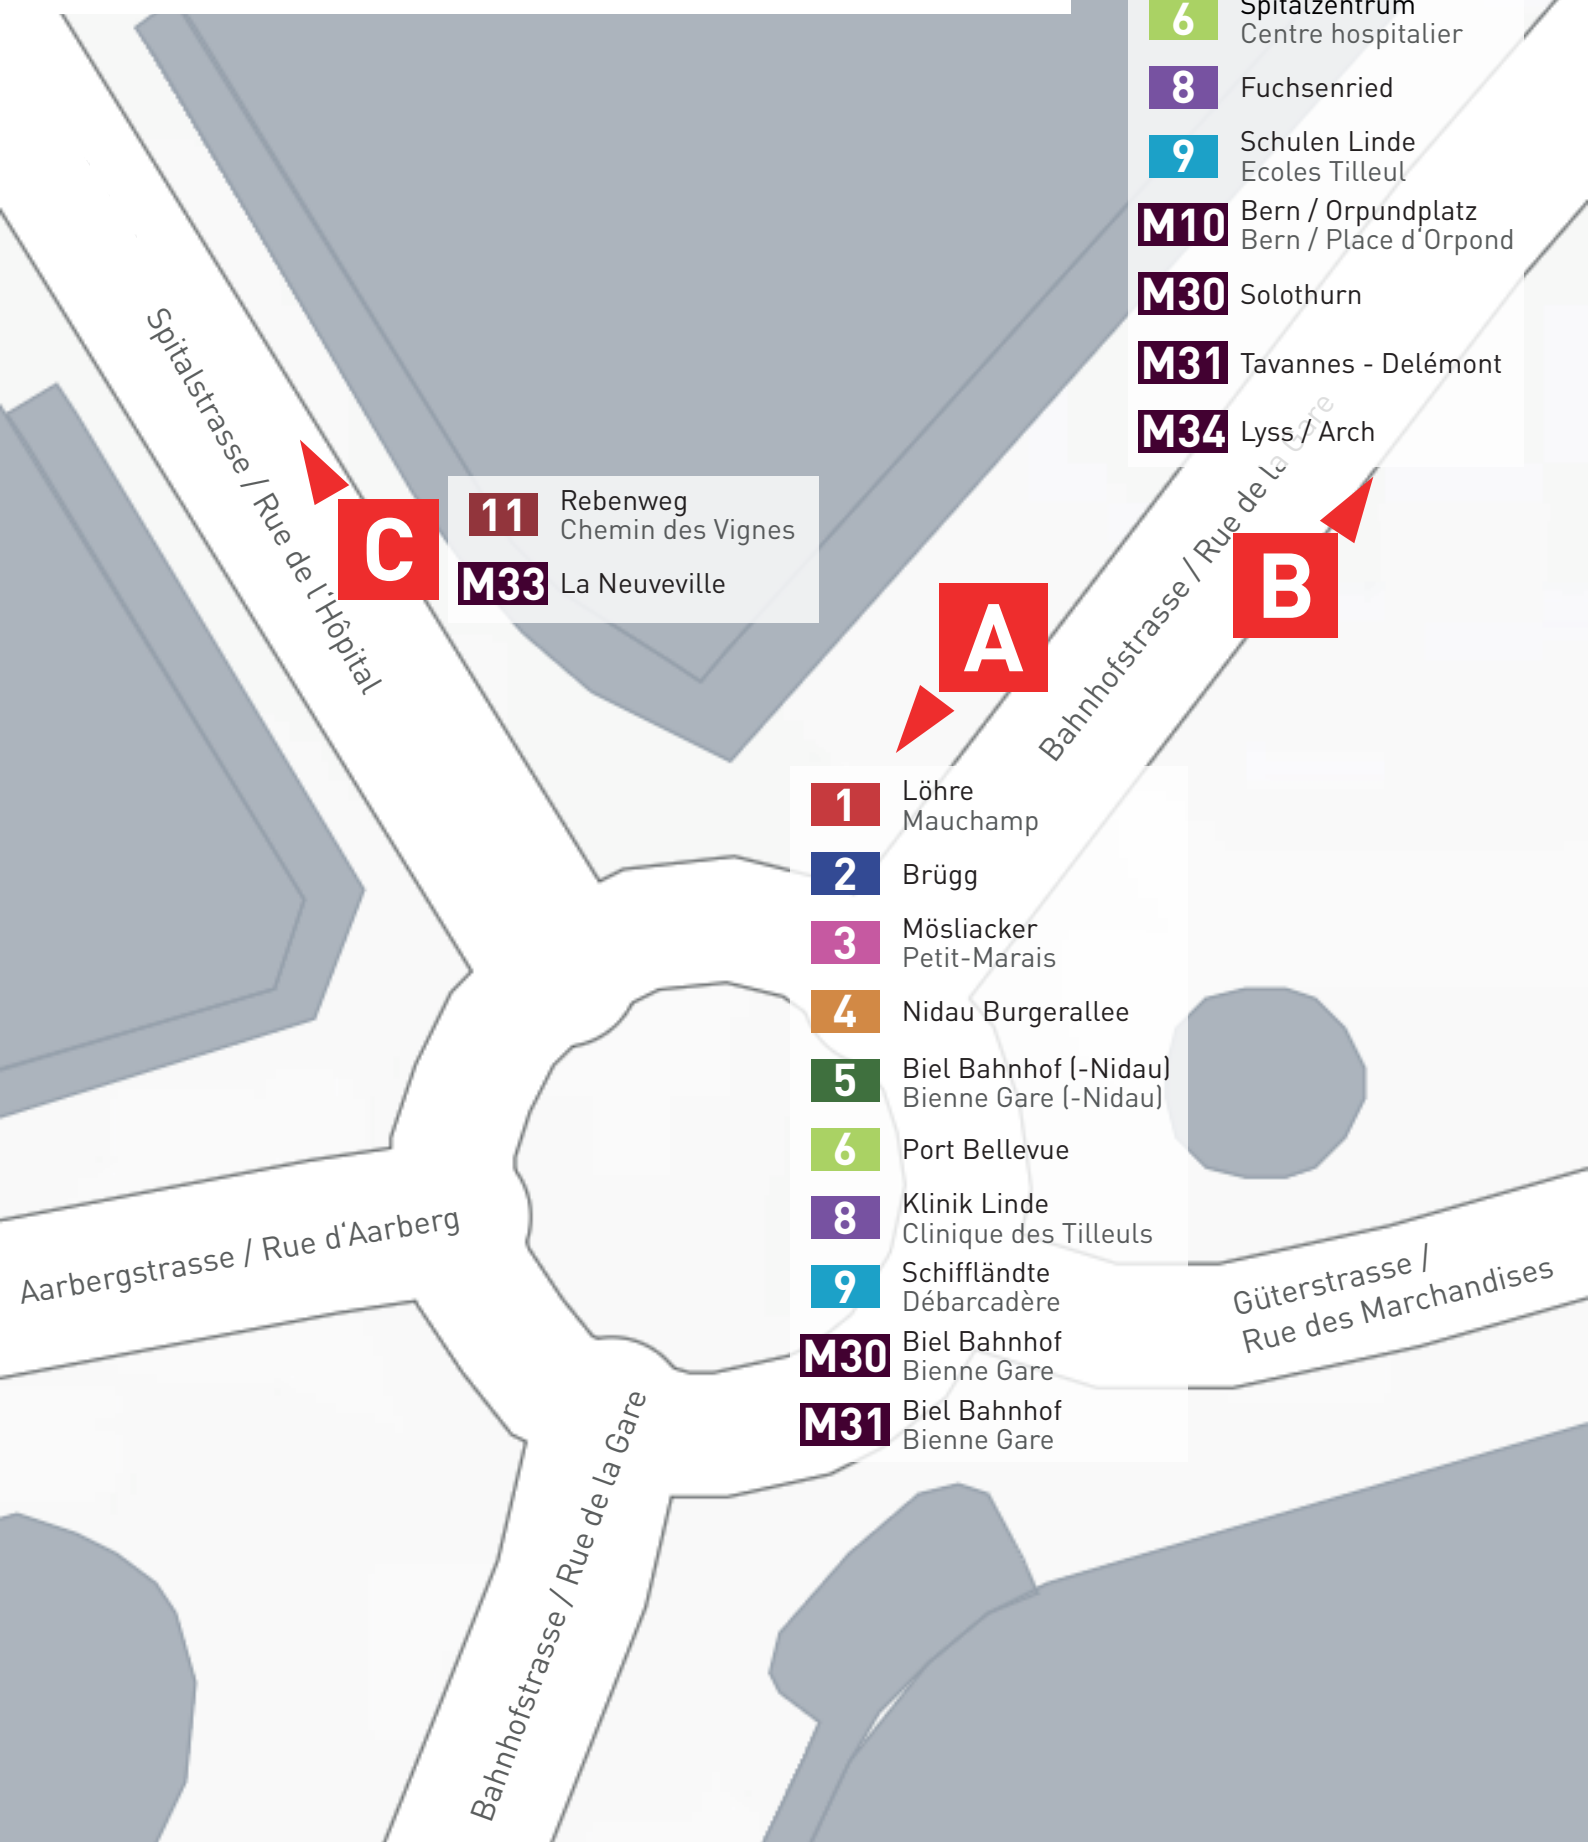 6
Spitalzentrum
Centre hospitalier
8
Fuchsenried
9
Schulen Linde
Ecoles Tilleul
M10
Bern / Orpundplatz
Bern / Place d'Orpond
M30
Solothurn
M31
Tavannes - Delémont
M34
Lyss / Arch
Spitalstrasse / Rue de l'Hôpital
C
11
Rebenweg
Chemin des Vignes
M33
La Neuveville
Bahnhofstrasse / Rue de la Gare
B
A
1
Löhre
Mauchamp
2
Brügg
3
Mösliacker
Petit-Marais
4
Nidau Burgerallee
5
Biel Bahnhof (-Nidau)
Bienne Gare (-Nidau)
6
Port Bellevue
8
Klinik Linde
Clinique des Tilleuls
9
Schiffländte
Débarcadère
M30
Biel Bahnhof
Bienne Gare
M31
Biel Bahnhof
Bienne Gare
Aarbergstrasse / Rue d'Aarberg
Güterstrasse /
Rue des Marchandises
Bahnhofstrasse / Rue de la Gare